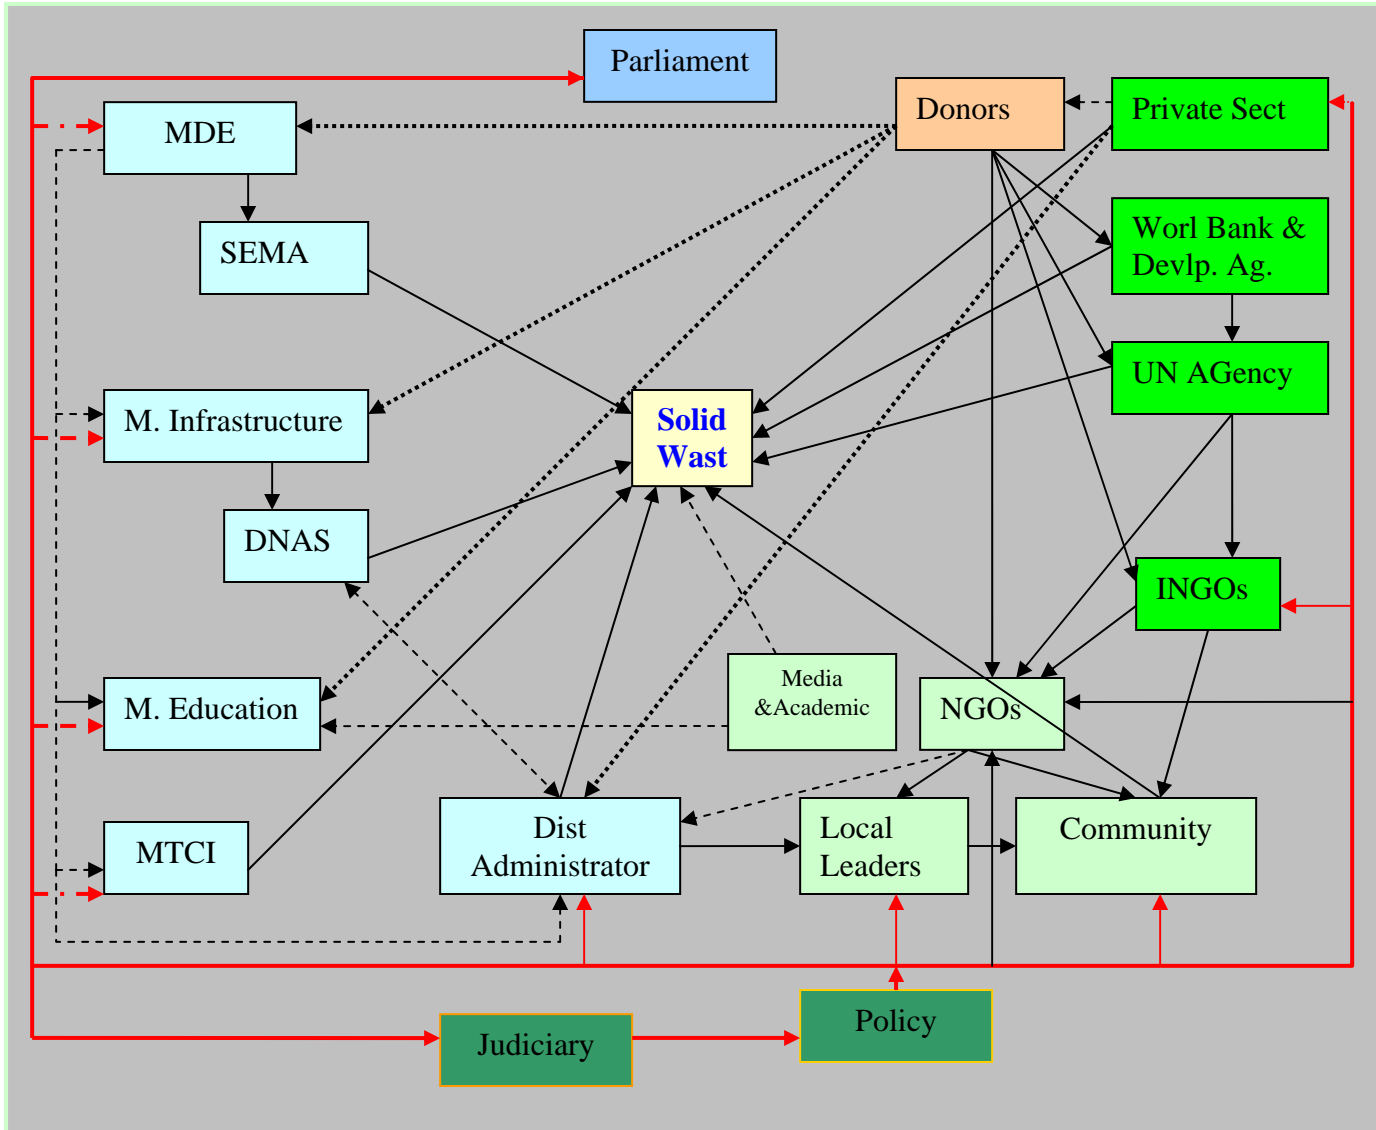 Parliament
Donors
Private Sect
MDE
Worl Bank &
Devlp. Ag.
SEMA
UN AGency
M. Infrastructure
Solid
Wast
DNAS
INGOs
Media
&Academic
M. Education
NGOs
MTCI
Dist
Administrator
Local
Leaders
Community
Policy
Judiciary